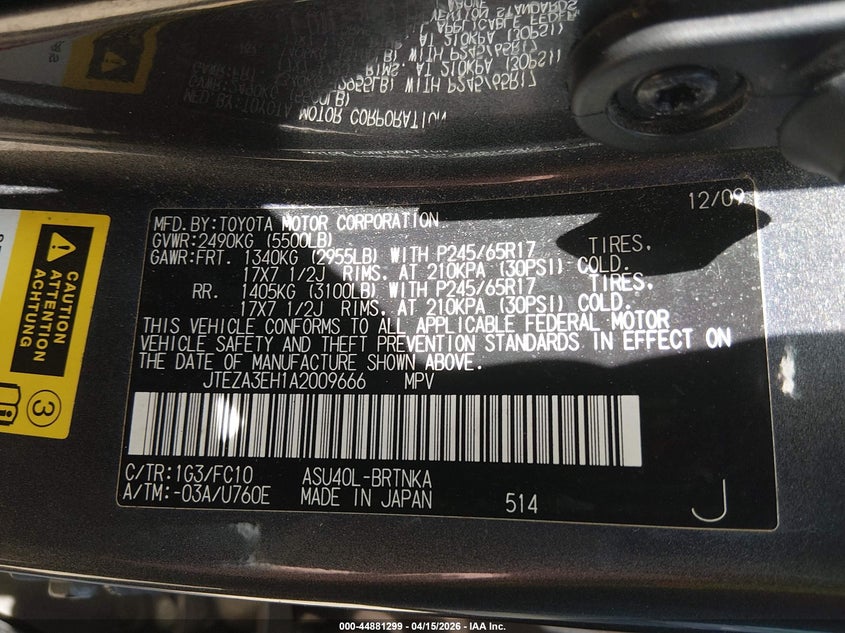 12/09
MFD. BY: TOYOTA MOTOR CORPORATION
GVWR: 2490KG (5500LB)
GAWR: FRT. 1340KG (2955LB) WITH P245/65R17 TIRES,
17X7 1/2J RIMS, AT 210KPA (30PSI) COLD.
RR. 1405KG (3100LB) WITH P245/65R17 TIRES,
17X7 1/2J RIMS, AT 210KPA (30PSI) COLD.
THIS VEHICLE CONFORMS TO ALL APPLICABLE FEDERAL MOTOR
VEHICLE SAFETY AND THEFT PREVENTION STANDARDS IN EFFECT ON
THE DATE OF MANUFACTURE SHOWN ABOVE.
JTEZA3EH1A2009666 MPV
C/TR: 1G3/FC10 ASU40L-BRTNKA
A/TM: -03A/U760E MADE IN JAPAN 514 J
CAUTION
ATTENTION
ACHTUNG
3
000-44881299 - 04/15/2026 - IAA Inc.